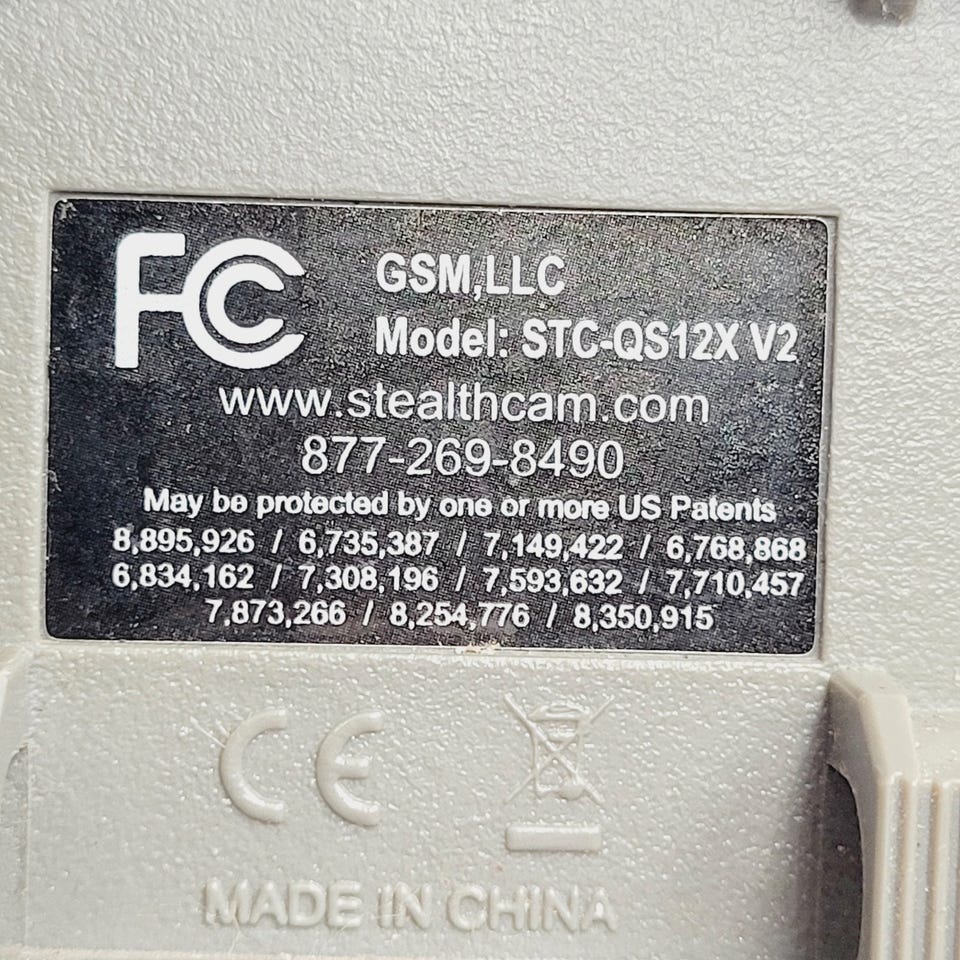 FC GSM,LLC
Model: STC-QS12X V2
www.stealthcam.com
877-269-8490
May be protected by one or more US Patents
8,895,926 / 6,735,387 / 7,149,422 / 6,768,868
6,834,162 / 7,308,196 / 7,593,632 / 7,710,457
7,873,266 / 8,254,776 / 8,350,915
CE
MADE IN CHINA